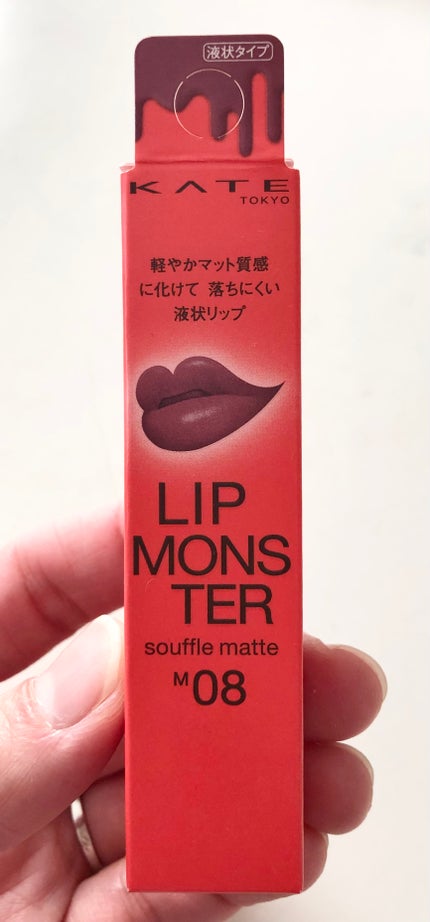 液状タイプ
KATE
TOKYO
軽やかマット質感
に化けて 落ちにくい
液状リップ
LIP
MONS
TER
souffle matte
M08